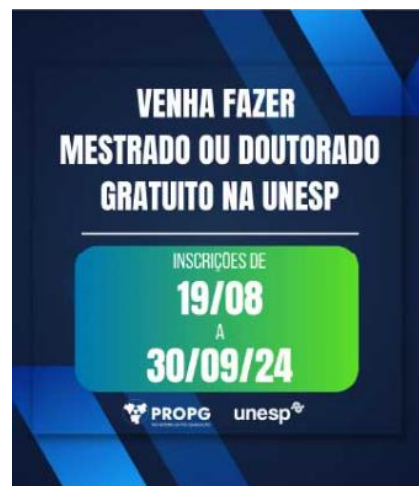 VENHA FAZER
MESTRADO OU DOUTORADO
GRATUITO NA UNESP
INSCRIÇÕES DE
19/08
A
30/09/24
PROPG unesp